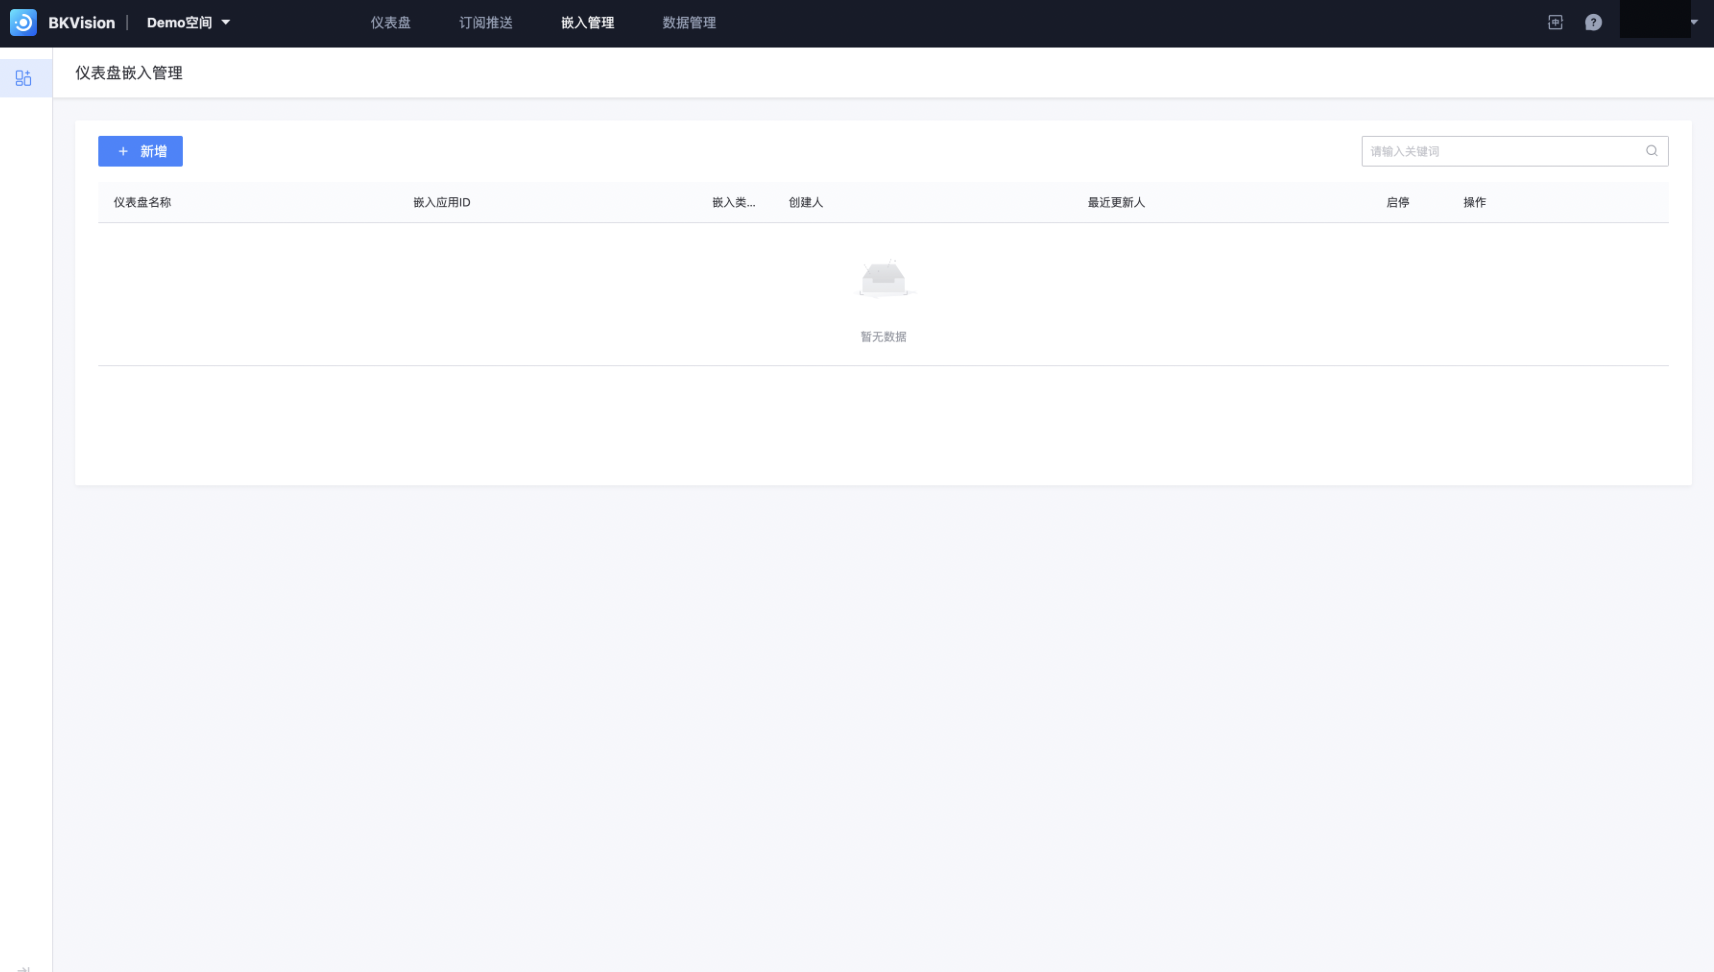 BKVision
Demo空间
仪表盘
订阅推送
嵌入管理
数据管理
仪表盘嵌入管理
+ 新增
请输入关键词
仪表盘名称
嵌入应用ID
嵌入类...
创建人
最近更新人
启停
操作
暂无数据